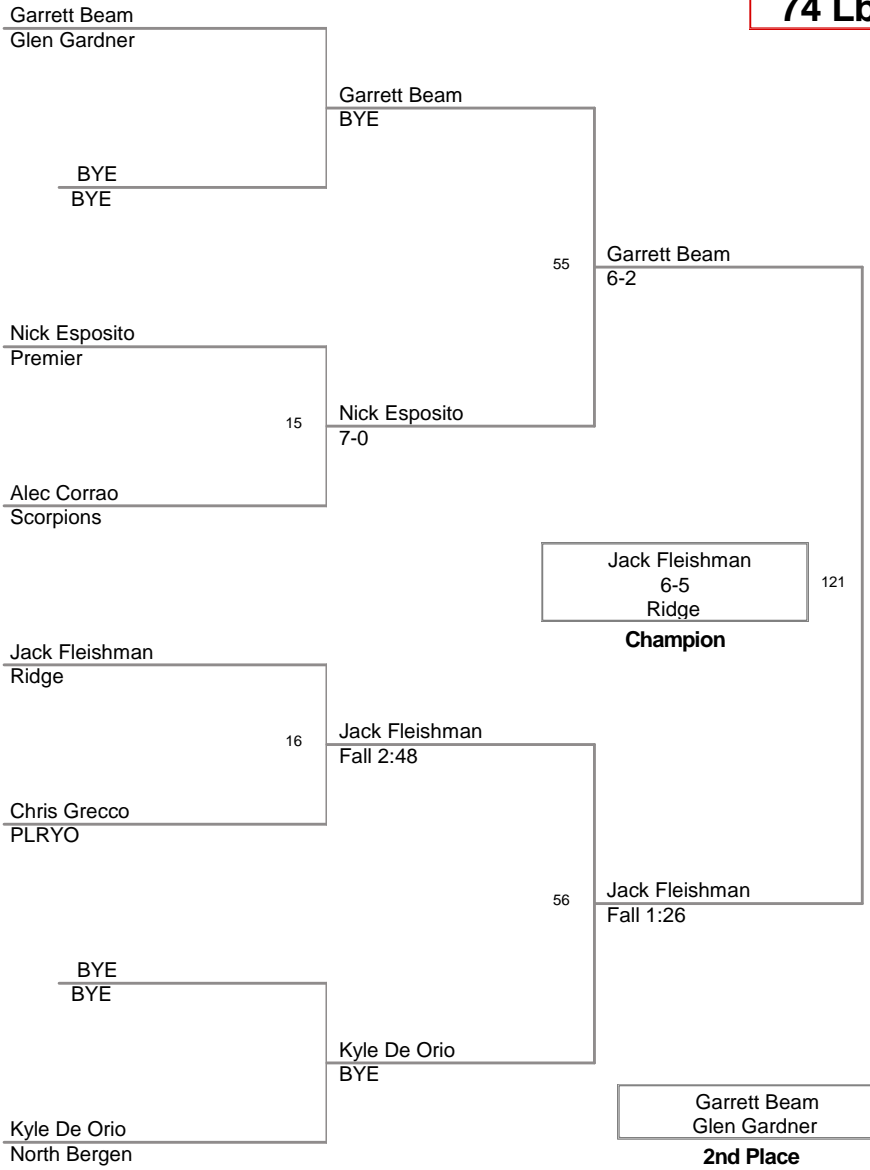 74 Lb
Garrett Beam
Glen Gardner
Garrett Beam
BYE
BYE
BYE
55
Garrett Beam
6-2
Nick Esposito
Premier
15
Nick Esposito
7-0
Alec Corrao
Scorpions
Jack Fleishman
6-5
Ridge
121
Champion
Jack Fleishman
Ridge
16
Jack Fleishman
Fall 2:48
Chris Grecco
PLRYO
56
Jack Fleishman
Fall 1:26
BYE
BYE
Kyle De Orio
BYE
Kyle De Orio
North Bergen
Garrett Beam
Glen Gardner
2nd Place